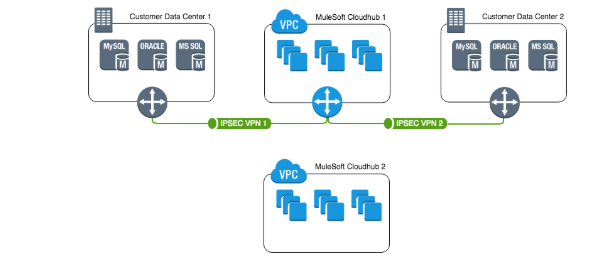 Customer Data Center 1
MuleSoft Cloudhub 1
Customer Data Center 2
VPC
MySQL
ORACLE
MS SQL
M
M
M
MySQL
ORACLE
MS SQL
M
M
M
IPSEC VPN 1
IPSEC VPN 2
MuleSoft Cloudhub 2
VPC